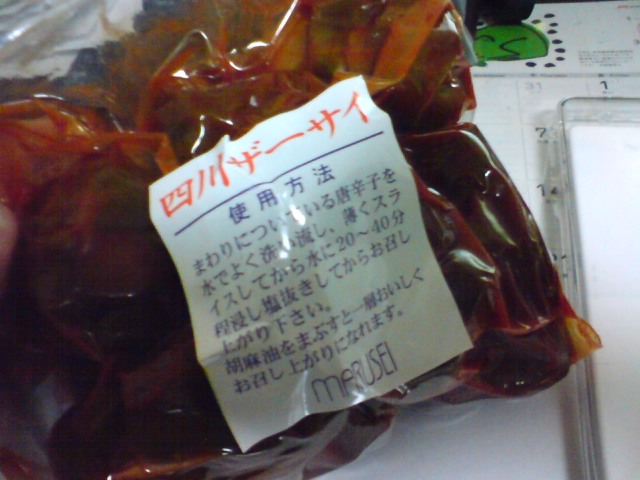 四川ザーサイ
使用方法
まわりについている唐辛子を
水でよく洗い流し、薄くスラ
イスしてから水に20〜40分
程浸し塩抜きしてからお召し
上がり下さい。
胡麻油をまぶすと一層おいしく
お召し上がりになれます。
MARUSEI
31
1
7